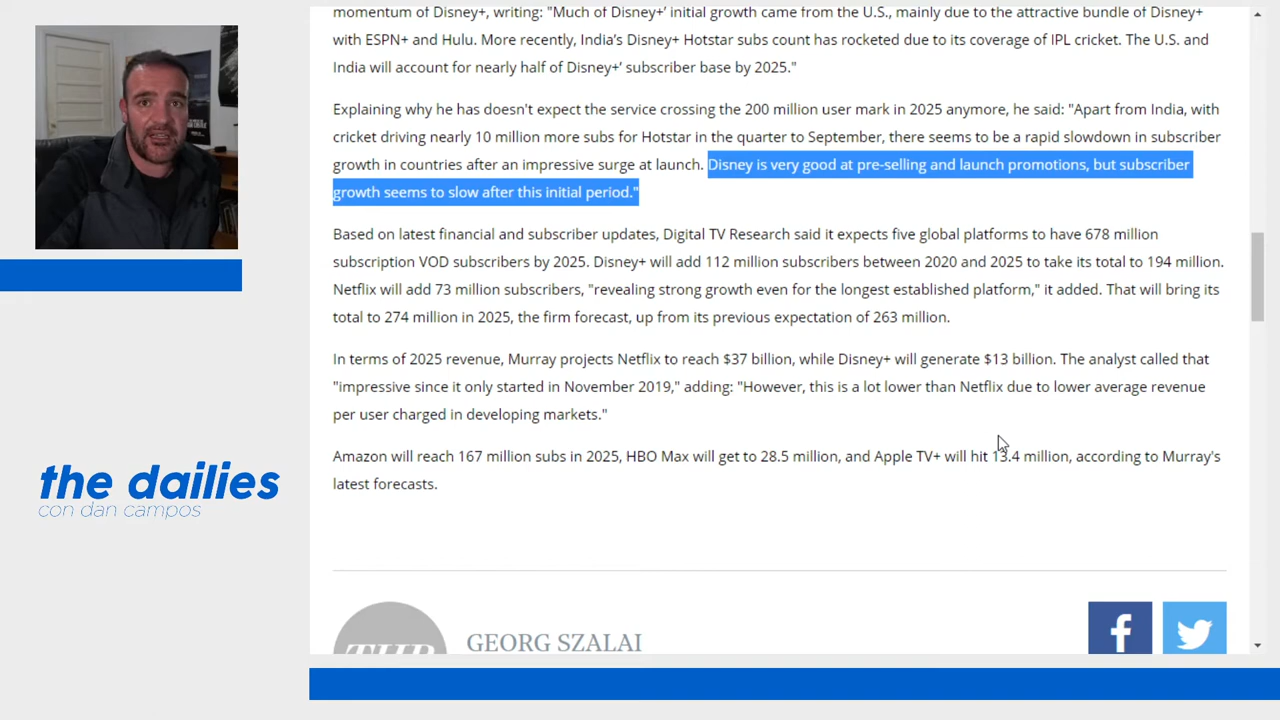 momentum of Disney+, writing: "Much of Disney+' initial growth came from the U.S., mainly due to the attractive bundle of Disney+
with ESPN+ and Hulu. More recently, India's Disney+ Hotstar subs count has rocketed due to its coverage of IPL cricket. The U.S. and
India will account for nearly half of Disney+' subscriber base by 2025."
Explaining why he has doesn't expect the service crossing the 200 million user mark in 2025 anymore, he said: "Apart from India, with
cricket driving nearly 10 million more subs for Hotstar in the quarter to September, there seems to be a rapid slowdown in subscriber
growth in countries after an impressive surge at launch. Disney is very good at pre-selling and launch promotions, but subscriber
growth seems to slow after this initial period."
Based on latest financial and subscriber updates, Digital TV Research said it expects five global platforms to have 678 million
subscription VOD subscribers by 2025. Disney+ will add 112 million subscribers between 2020 and 2025 to take its total to 194 million.
Netflix will add 73 million subscribers, "revealing strong growth even for the longest established platform," it added. That will bring its
total to 274 million in 2025, the firm forecast, up from its previous expectation of 263 million.
In terms of 2025 revenue, Murray projects Netflix to reach $37 billion, while Disney+ will generate $13 billion. The analyst called that
"impressive since it only started in November 2019," adding: "However, this is a lot lower than Netflix due to lower average revenue
per user charged in developing markets."
Amazon will reach 167 million subs in 2025, HBO Max will get to 28.5 million, and Apple TV+ will hit 13.4 million, according to Murray's
latest forecasts.
the dailies
con dan campos
GEORG SZALAI